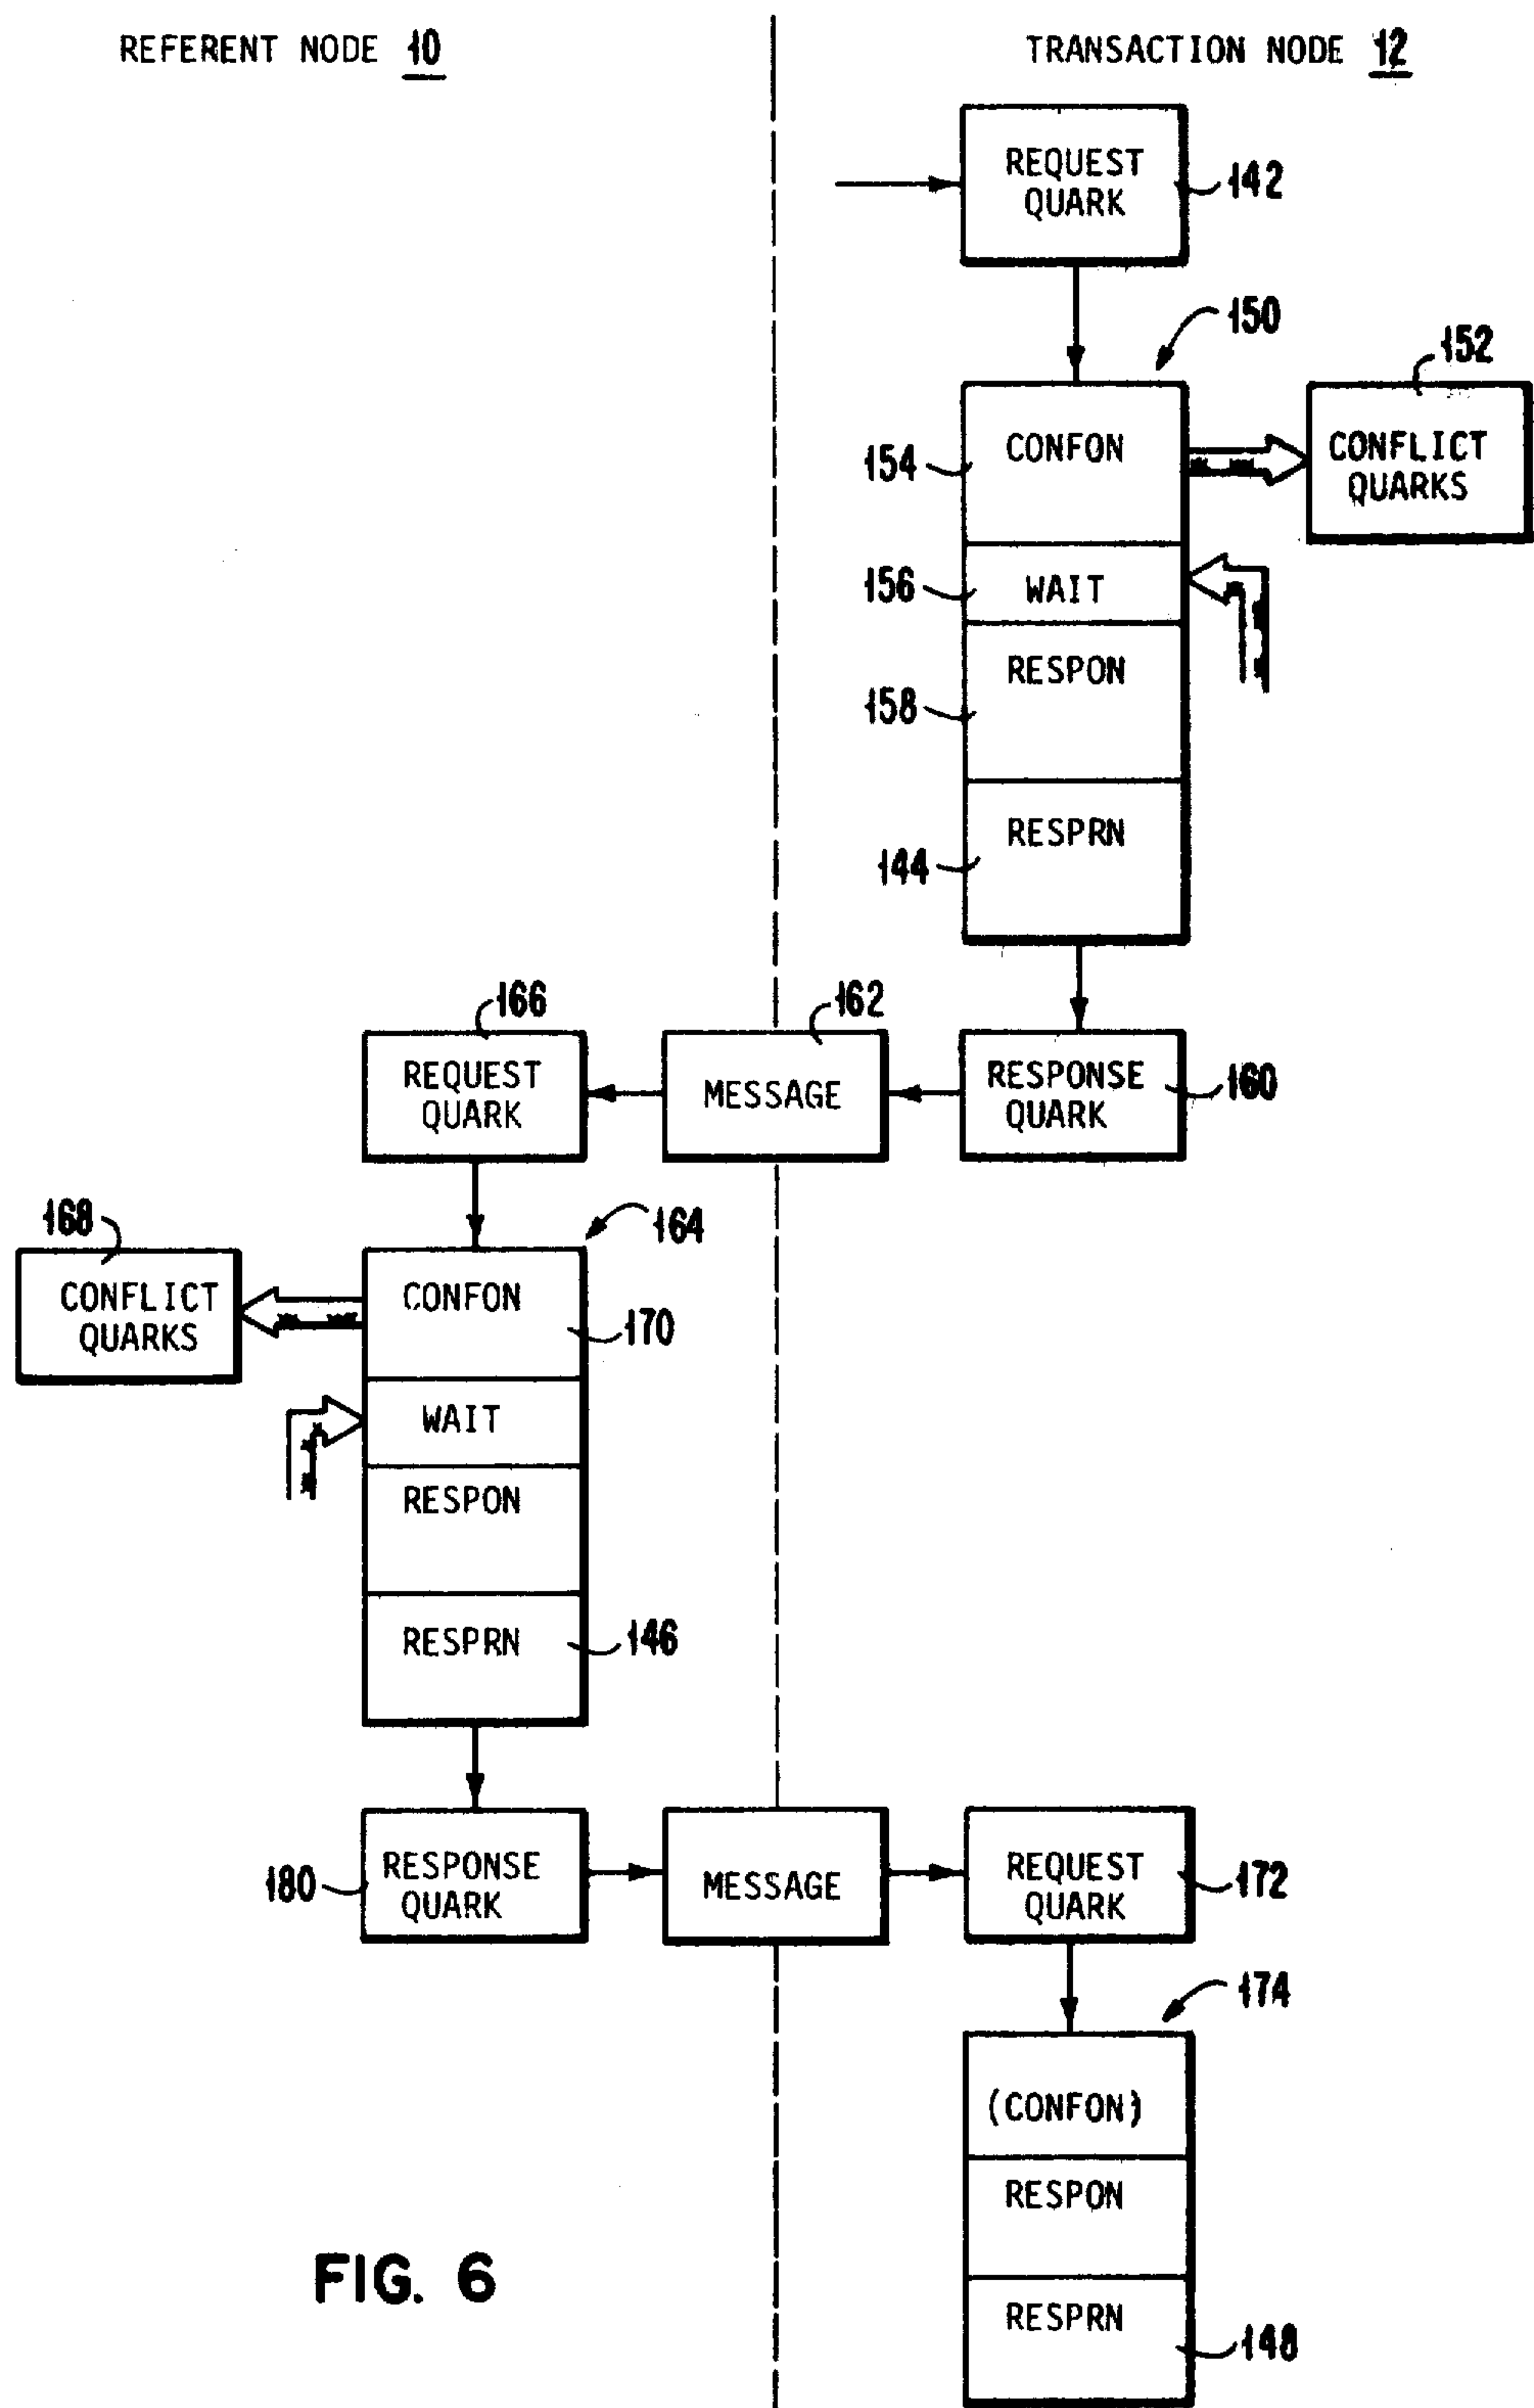 REFERENT NODE 10
TRANSACTION NODE 12
REQUEST
QUARK
142
150
152
CONFON
154
CONFLICT
QUARKS
156
WAIT
RESPON
158
RESPRN
144
166
162
REQUEST
QUARK
MESSAGE
RESPONSE
QUARK
160
168
164
CONFLICT
QUARKS
CONFON
170
WAIT
RESPON
RESPRN
146
180
RESPONSE
QUARK
MESSAGE
REQUEST
QUARK
172
174
(CONFON)
RESPON
RESPRN
148
FIG. 6